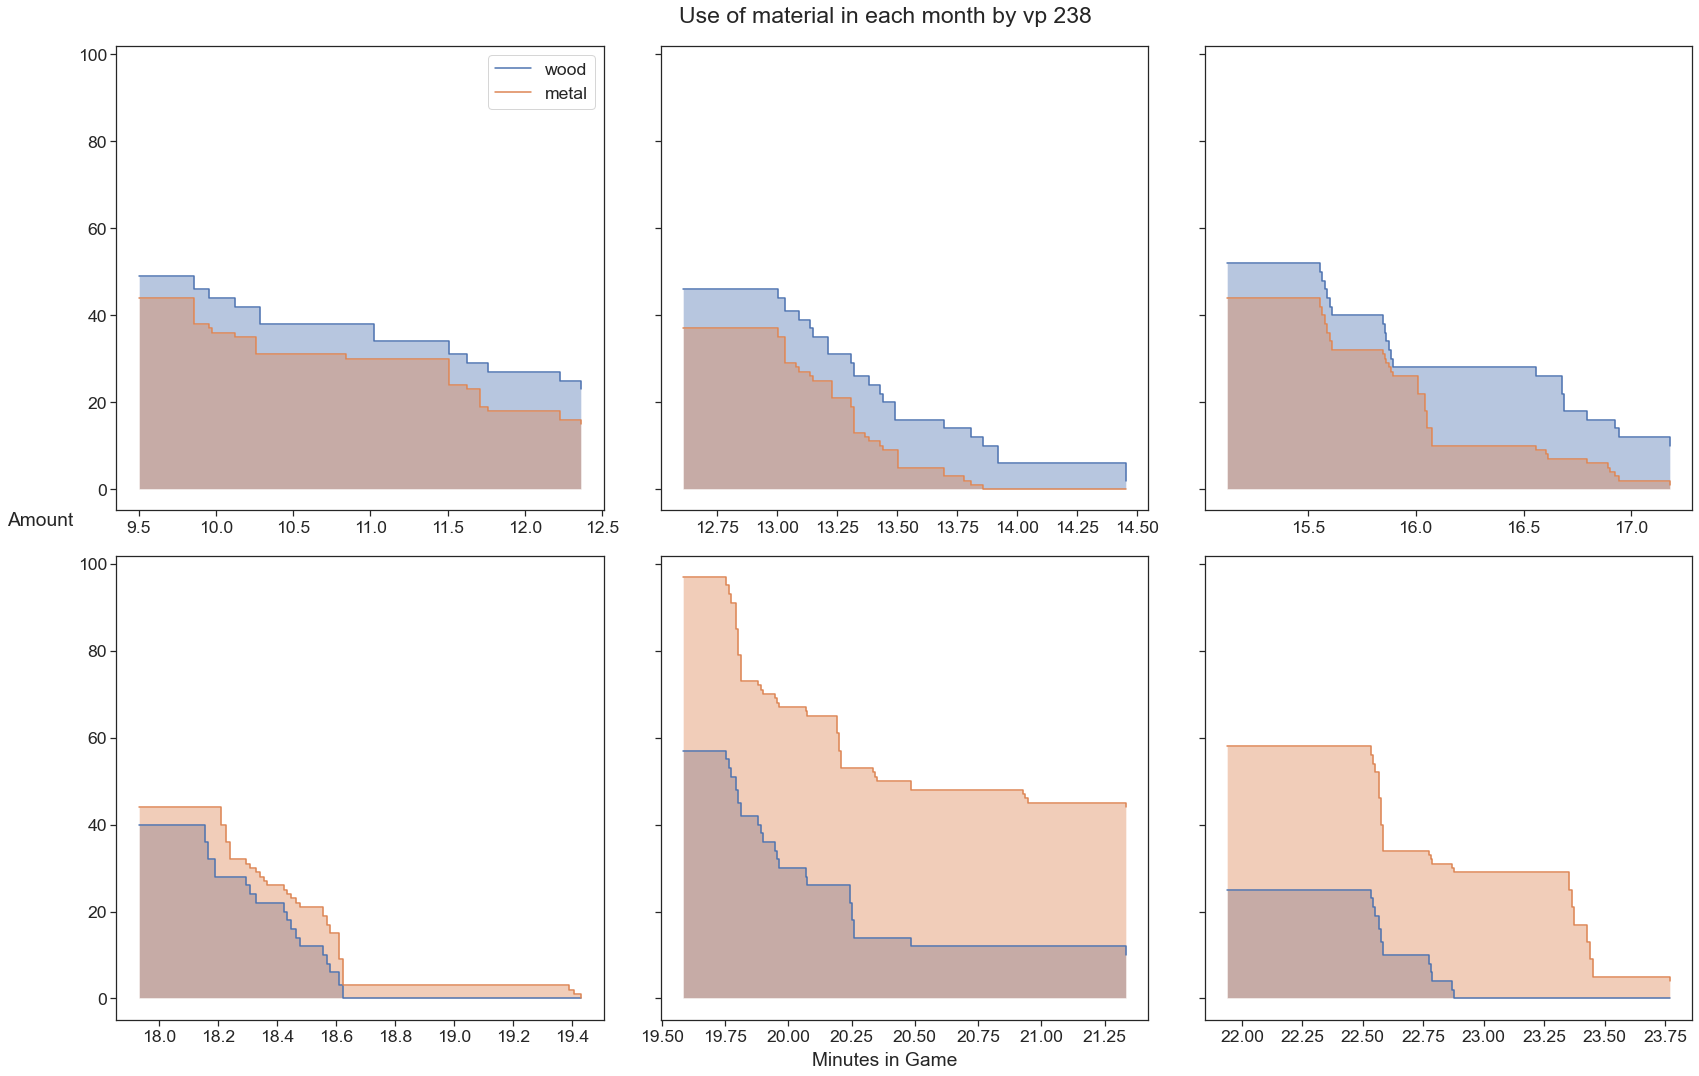 Use of material in each month by vp 238
100
80
60
40
20
0
wood
metal
9.5 10.0 10.5 11.0 11.5 12.0 12.5
12.75 13.00 13.25 13.50 13.75 14.00 14.25 14.50
15.5 16.0 16.5 17.0
Amount
100
80
60
40
20
0
18.0 18.2 18.4 18.6 18.8 19.0 19.2 19.4
19.50 19.75 20.00 20.25 20.50 20.75 21.00 21.25
22.00 22.25 22.50 22.75 23.00 23.25 23.50 23.75
Minutes in Game